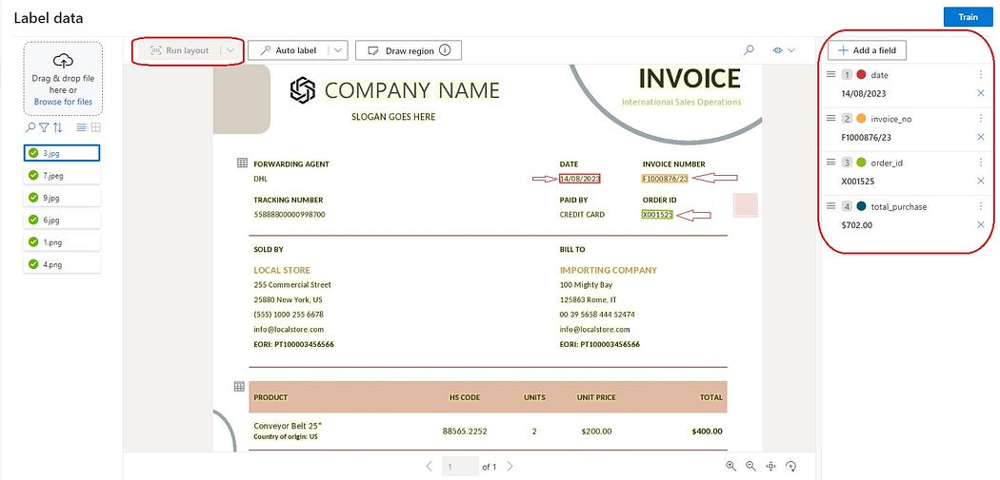 Label data
Train
Drag & drop file
here or
Browse for files
3.jpg
7.jpeg
9.jpg
6.jpg
1.png
4.png
Run layout
Auto label
Draw region
COMPANY NAME
SLOGAN GOES HERE
INVOICE
International Sales Operations
FORWARDING AGENT
DHL
DATE
14/08/2023
INVOICE NUMBER
F1000876/23
TRACKING NUMBER
55888800000998700
PAID BY
CREDIT CARD
ORDER ID
X001525
SOLD BY
LOCAL STORE
255 Commercial Street
25880 New York, US
(555) 1000 255 6678
info@localstore.com
EORI: PT100003456566
BILL TO
IMPORTING COMPANY
100 Mighty Bay
125863 Rome, IT
00 39 5658 444 52474
info@localstore.com
EORI: PT100003456566
PRODUCT HS CODE UNITS UNIT PRICE TOTAL
Conveyor Belt 25" 88565.2252 2 $200.00 $400.00
Country of origin: US
1 of 1
Add a field
1 date
14/08/2023
2 invoice_no
F1000876/23
3 order_id
X001525
4 total_purchase
$702.00